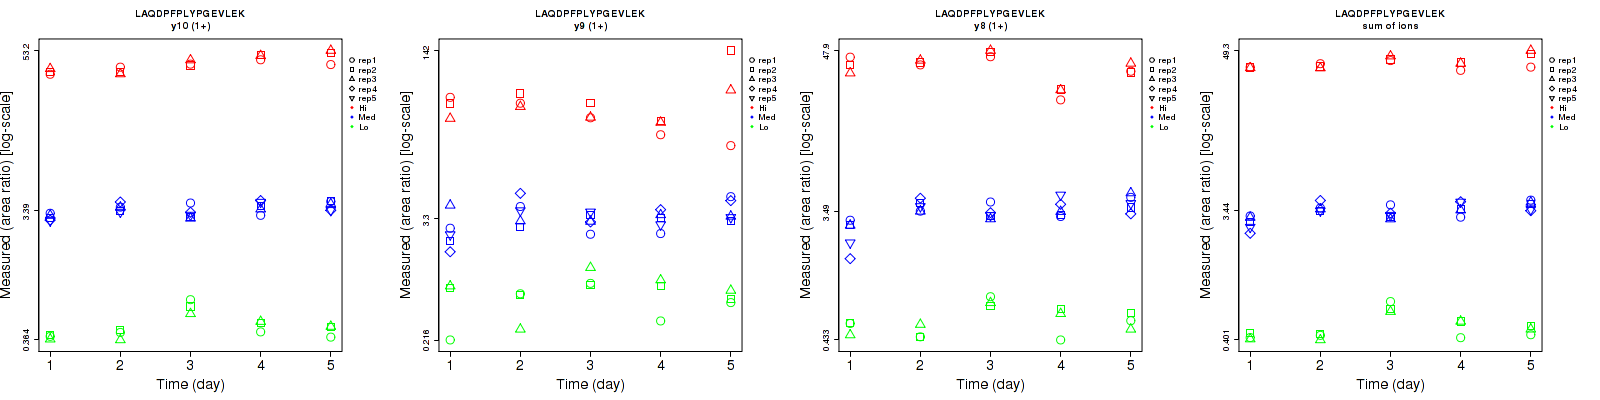 LAQDPFPLYPGEVLEK
y10 (1+)
Measured (area ratio) [log-scale]
53.2
3.39
0.364
1 2 3 4 5
Time (day)
rep1
rep2
rep3
rep4
rep5
Hi
Med
Lo
LAQDPFPLYPGEVLEK
y9 (1+)
Measured (area ratio) [log-scale]
142
3.3
0.216
1 2 3 4 5
Time (day)
rep1
rep2
rep3
rep4
rep5
Hi
Med
Lo
LAQDPFPLYPGEVLEK
y8 (1+)
Measured (area ratio) [log-scale]
47.9
3.49
0.433
1 2 3 4 5
Time (day)
rep1
rep2
rep3
rep4
rep5
Hi
Med
Lo
LAQDPFPLYPGEVLEK
sum of ions
Measured (area ratio) [log-scale]
49.3
3.44
0.401
1 2 3 4 5
Time (day)
rep1
rep2
rep3
rep4
rep5
Hi
Med
Lo